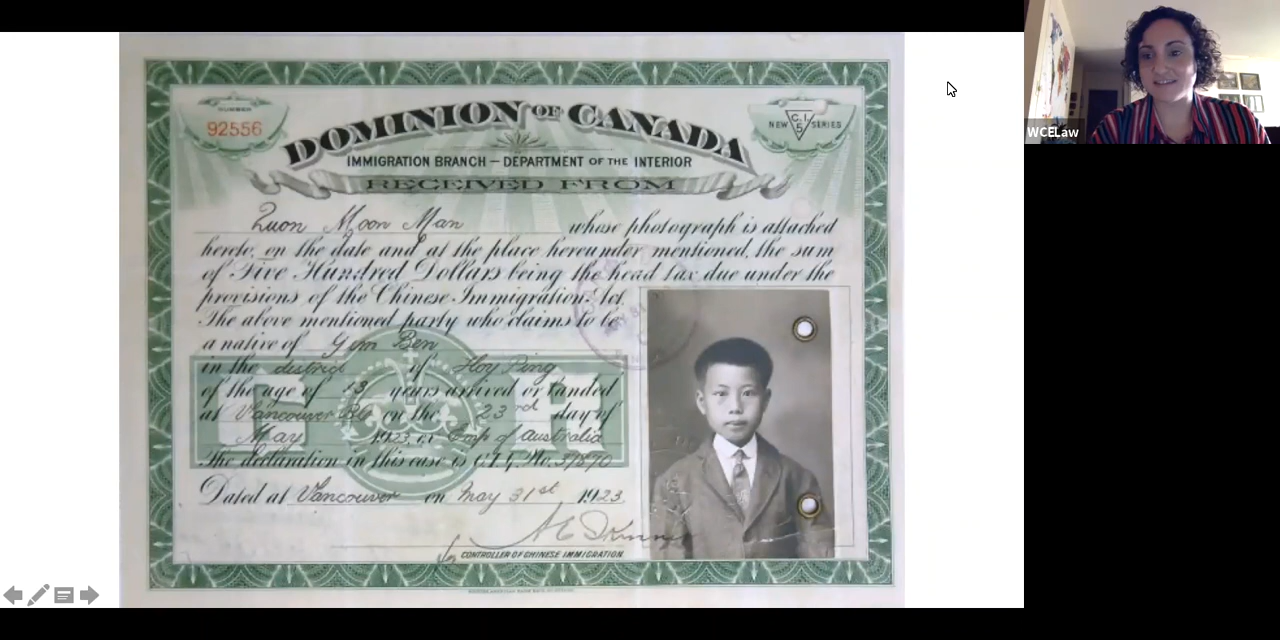 NUMBER
92556
DOMINION OF CANADA
NEW C.I. 5 SERIES
IMMIGRATION BRANCH — DEPARTMENT OF THE INTERIOR
RECEIVED FROM
Quon Moon Man whose photograph is attached
hereto, on the date and at the place hereunder mentioned, the sum
of Five Hundred Dollars being the head tax due under the
provisions of the Chinese Immigration Act.
The above mentioned party who claims to be
a native of Gim Ben
in the district of Hoy Ping
of the age of 13 years arrived or landed
at Vancouver BC on the 23rd day of
May 1923, ex Emp of Australia
The declaration in this case is C.I.4. No. 37870
Dated at Vancouver on May 31st 1923.
CONTROLLER OF CHINESE IMMIGRATION
WCELaw